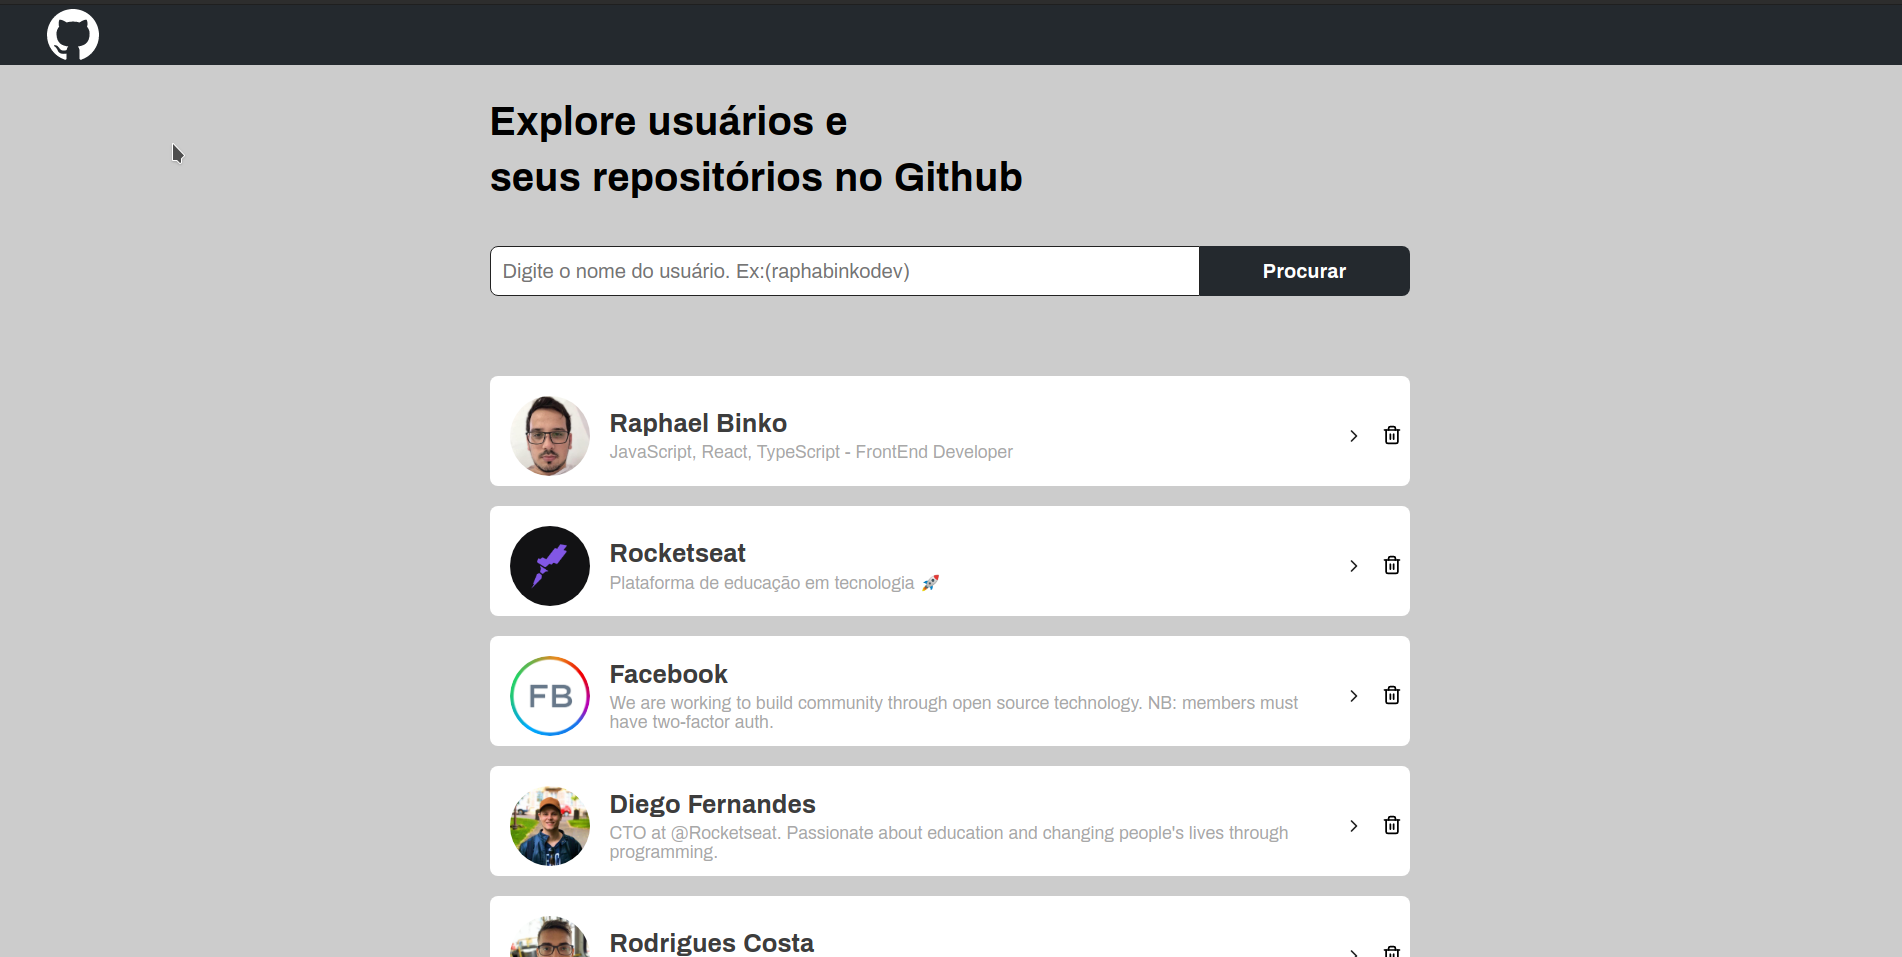 Explore usuários e
seus repositórios no Github
Digite o nome do usuário. Ex:(raphabinkodev)
Procurar
Raphael Binko
JavaScript, React, TypeScript - FrontEnd Developer
Rocketseat
Plataforma de educação em tecnologia 🚀
FB
Facebook
We are working to build community through open source technology. NB: members must
have two-factor auth.
Diego Fernandes
CTO at @Rocketseat. Passionate about education and changing people's lives through
programming.
Rodrigues Costa